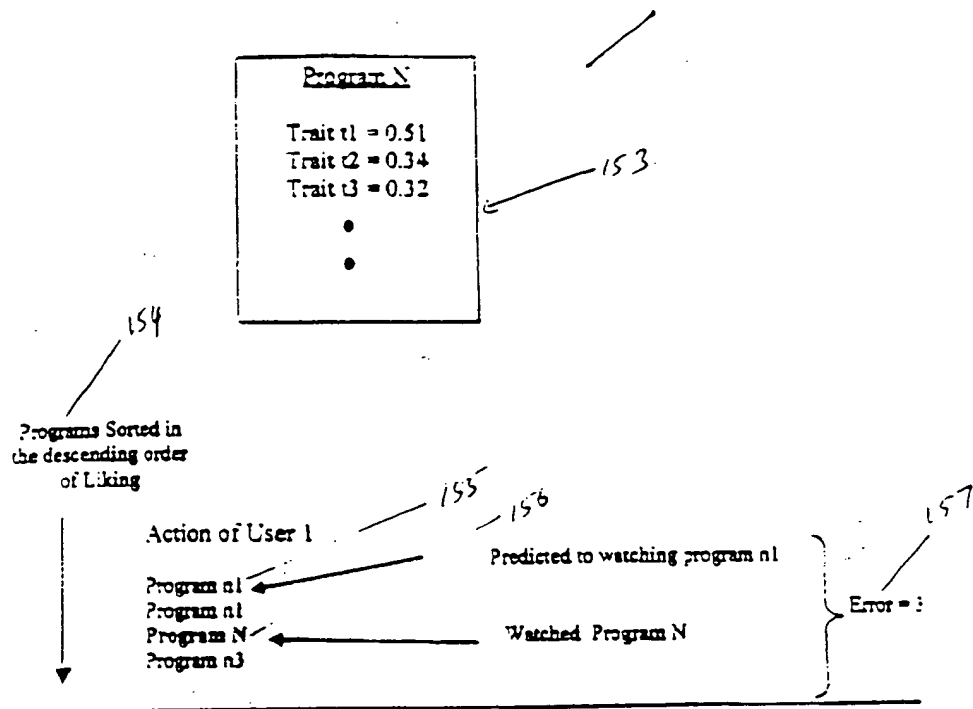 Program N
Trait t1 = 0.51
Trait t2 = 0.34
Trait t3 = 0.32
153
154
Programs Sorted in
the descending order
of Liking
155
156
157
Action of User 1
Predicted to watching program n1
Program n1
Program n1
Error = 3
Program N
Watched Program N
Program n3